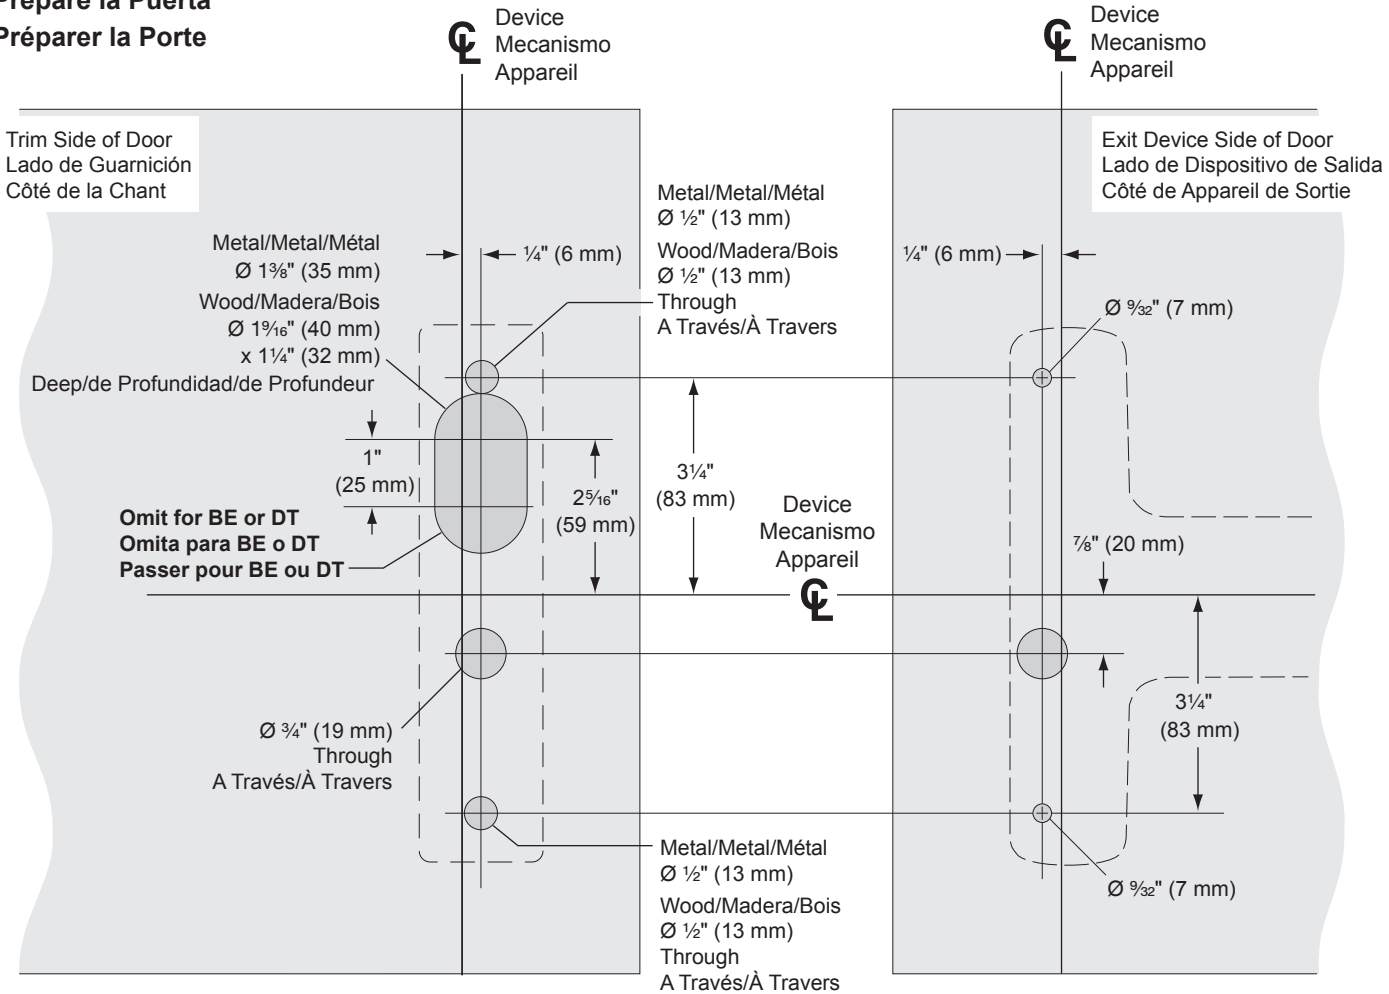 Prepare la Puerta
Préparer la Porte
℄ Device
Mecanismo
Appareil
℄ Device
Mecanismo
Appareil
Trim Side of Door
Lado de Guarnición
Côté de la Chant
Exit Device Side of Door
Lado de Dispositivo de Salida
Côté de Appareil de Sortie
Metal/Metal/Métal
Ø 1⅜" (35 mm)
Wood/Madera/Bois
Ø 1⁹⁄₁₆" (40 mm)
x 1¼" (32 mm)
Deep/de Profundidad/de Profundeur
¼" (6 mm)
Metal/Metal/Métal
Ø ½" (13 mm)
Wood/Madera/Bois
Ø ½" (13 mm)
Through
A Través/À Travers
¼" (6 mm)
Ø ⁹⁄₃₂" (7 mm)
1"
(25 mm)
2⁵⁄₁₆"
(59 mm)
3¼"
(83 mm)
Omit for BE or DT
Omita para BE o DT
Passer pour BE ou DT
Device
Mecanismo
Appareil
℄
⅞" (20 mm)
3¼"
(83 mm)
Ø ¾" (19 mm)
Through
A Través/À Travers
Metal/Metal/Métal
Ø ½" (13 mm)
Wood/Madera/Bois
Ø ½" (13 mm)
Through
A Través/À Travers
Ø ⁹⁄₃₂" (7 mm)